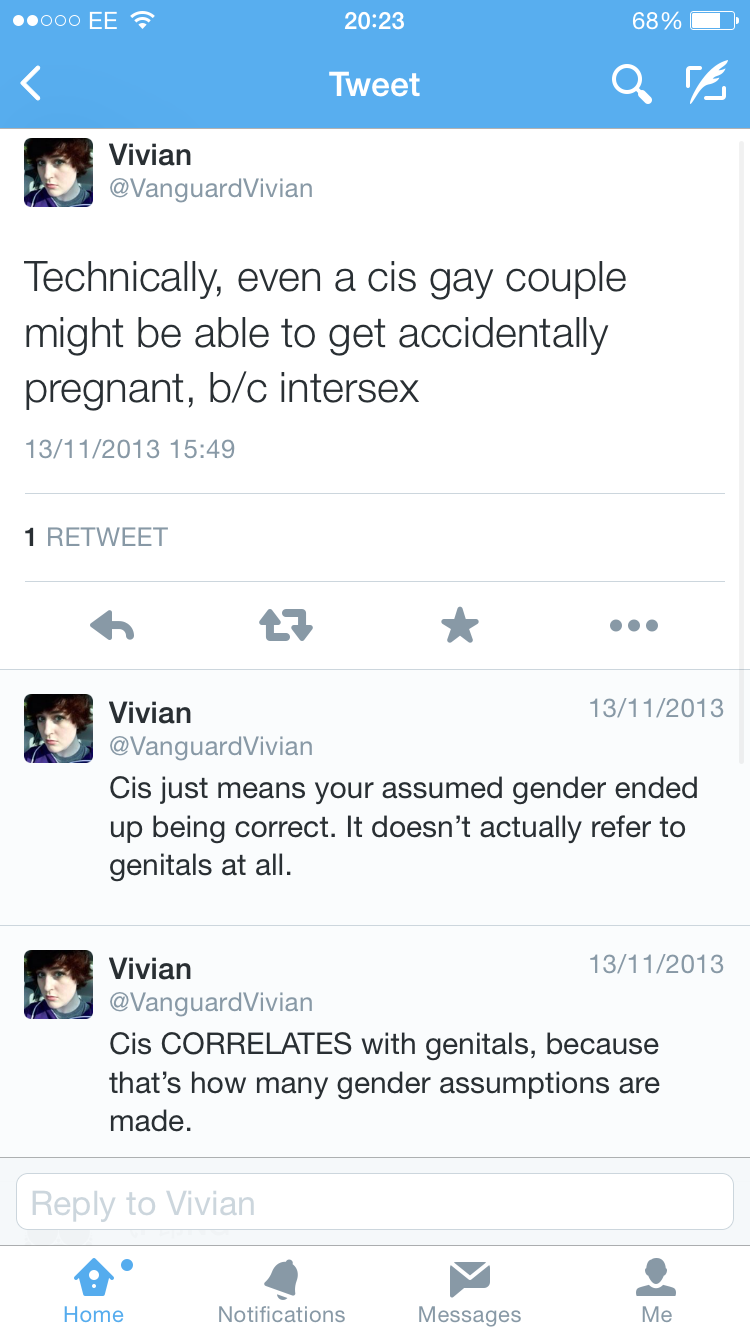 EE 20:23 68%
Tweet
Vivian
@VanguardVivian
Technically, even a cis gay couple
might be able to get accidentally
pregnant, b/c intersex
13/11/2013 15:49
1 RETWEET
Vivian 13/11/2013
@VanguardVivian
Cis just means your assumed gender ended
up being correct. It doesn't actually refer to
genitals at all.
Vivian 13/11/2013
@VanguardVivian
Cis CORRELATES with genitals, because
that's how many gender assumptions are
made.
Reply to Vivian
Home Notifications Messages Me